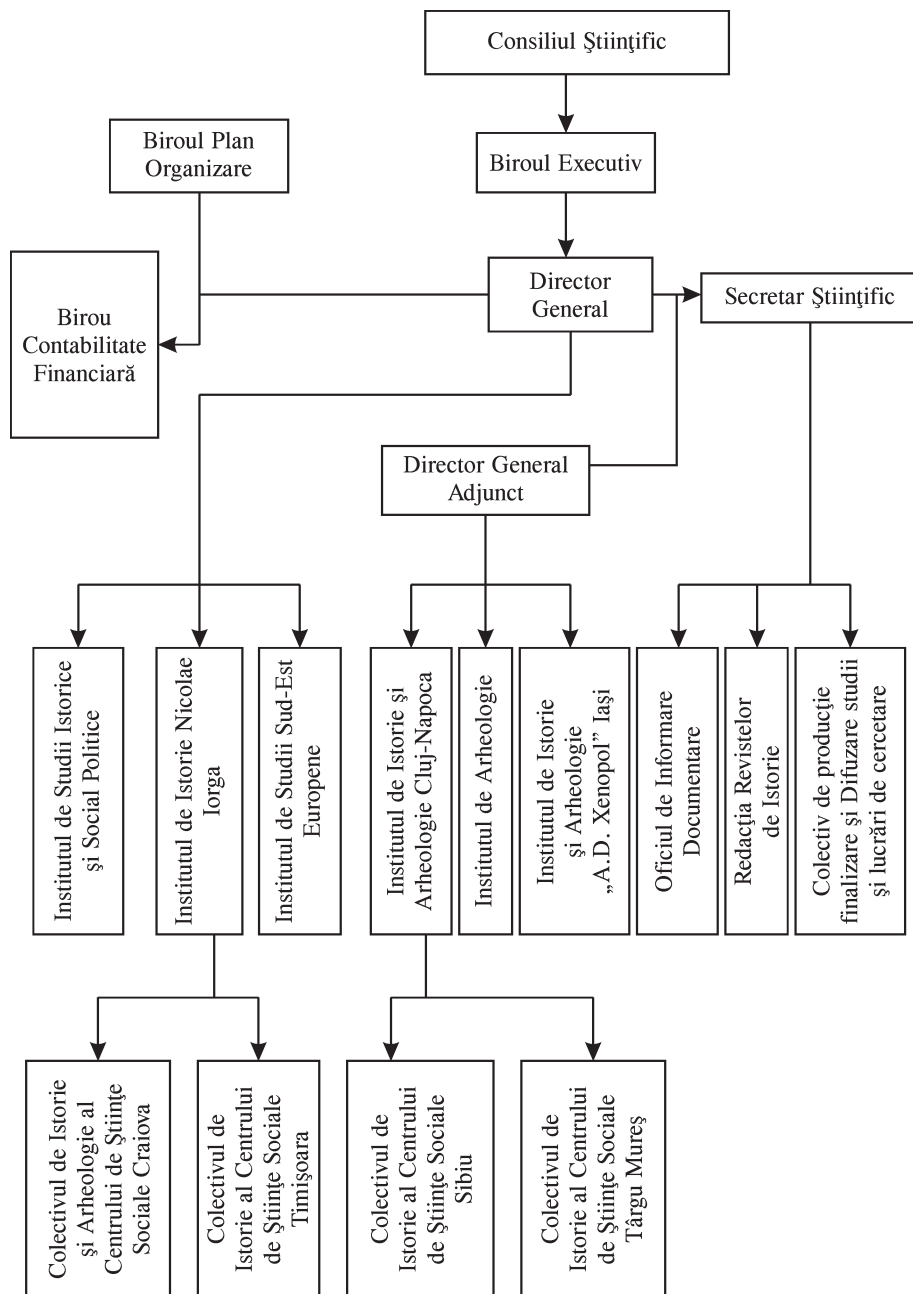 Consiliul Ştiinţific
Biroul Plan
Organizare
Biroul Executiv
Director
General
Secretar Ştiinţific
Birou
Contabilitate
Financiară
Director General
Adjunct
Institutul de Studii Istorice
şi Social Politice
Institutul de Istorie Nicolae
Iorga
Institutul de Studii Sud-Est
Europene
Institutul de Istorie şi
Arheologie Cluj-Napoca
Institutul de Arheologie
Institutul de Istorie
şi Arheologie
„A.D. Xenopol” Iaşi
Oficiul de Informare
Documentare
Redacţia Revistelor
de Istorie
Colectiv de producţie
finalizare şi Difuzare studii
şi lucrări de cercetare
Colectivul de Istorie
şi Arheologie al
Centrului de Ştiinţe
Sociale Craiova
Colectivul de
Istorie al Centrului
de Ştiinţe Sociale
Timişoara
Colectivul de
Istorie al Centrului
de Ştiinţe Sociale
Sibiu
Colectivul de
Istorie al Centrului
de Ştiinţe Sociale
Târgu Mureş